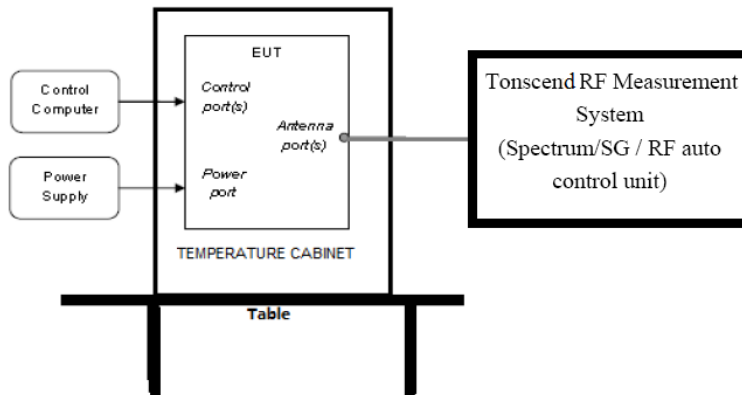 EUT
Control
Computer
Control
port(s)
Antenna
port(s)
Power
Supply
Power
port
TEMPERATURE CABINET
Table
Tonscend RF Measurement
System
(Spectrum/SG / RF auto
control unit)